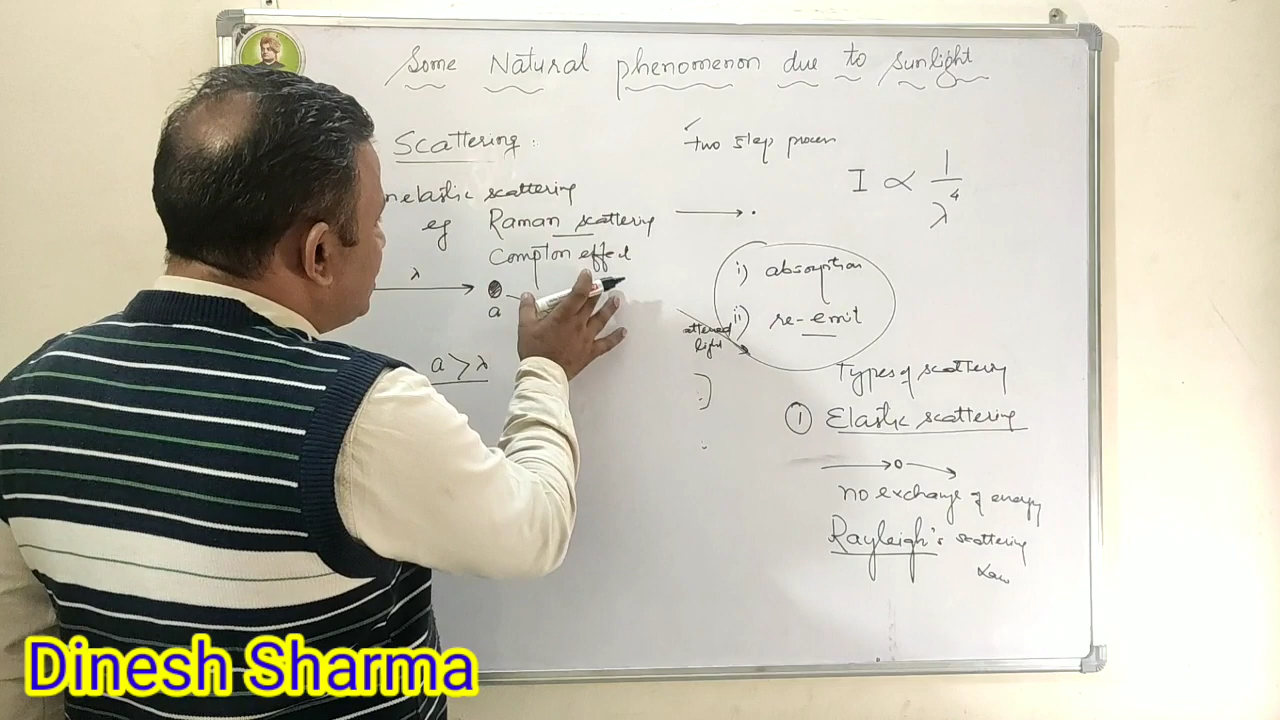 Some Natural phenomenon due to sunlight
Scattering :
nelastic scattering
eg Raman scattering
Compton effect
λ
a
a > λ
two step process
I ∝ 1/λ⁴
i) absorption
ii) re-emit
attered
light
Types of scattering
① Elastic scattering
no exchange of energy
Rayleigh's scattering
Law
Dinesh Sharma